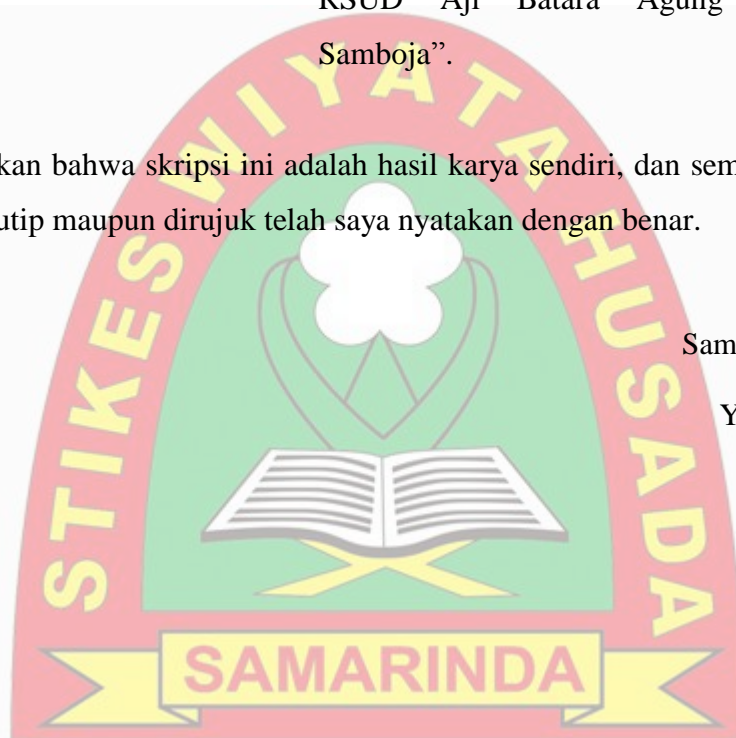 RSUD Aji Batara Agung
Samboja”.
kan bahwa skripsi ini adalah hasil karya sendiri, dan sem
utip maupun dirujuk telah saya nyatakan dengan benar.
Sam
Y
STIKES WIYATA HUSADA
SAMARINDA